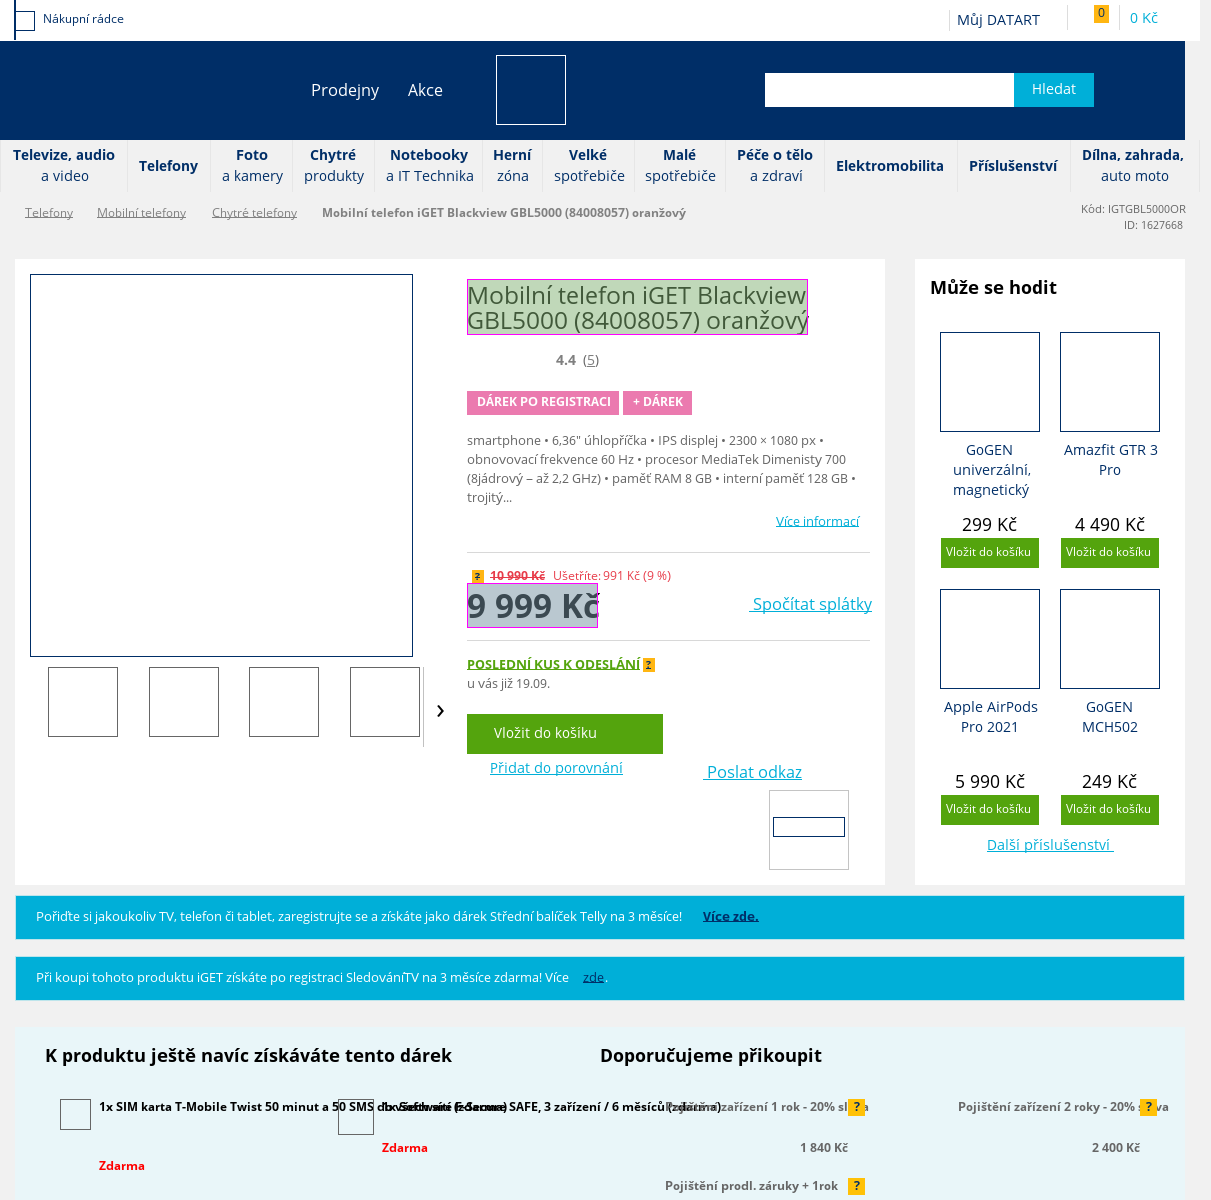 Nákupní rádce
Můj DATART
0
0 Kč
Prodejny
Akce
Hledat
Televize, audio
a video
Telefony
Foto
a kamery
Chytré
produkty
Notebooky
a IT Technika
Herní
zóna
Velké
spotřebiče
Malé
spotřebiče
Péče o tělo
a zdraví
Elektromobilita
Příslušenství
Dílna, zahrada,
auto moto
Telefony
Mobilní telefony
Chytré telefony
Mobilní telefon iGET Blackview GBL5000 (84008057) oranžový
Kód: IGTGBL5000OR
ID: 1627668
Mobilní telefon iGET Blackview
GBL5000 (84008057) oranžový
4.4 (5)
DÁREK PO REGISTRACI
+ DÁREK
smartphone • 6,36" úhlopříčka • IPS displej • 2300 × 1080 px •
obnovovací frekvence 60 Hz • procesor MediaTek Dimenisty 700
(8jádrový – až 2,2 GHz) • paměť RAM 8 GB • interní paměť 128 GB •
trojitý...
Více informací
? 10 990 Kč Ušetříte: 991 Kč (9 %)
9 999 Kč
Spočítat splátky
POSLEDNÍ KUS K ODESLÁNÍ ?
u vás již 19.09.
Vložit do košíku
Přidat do porovnání
Poslat odkaz
Může se hodit
GoGEN
univerzální,
magnetický
299 Kč
Vložit do košíku
Amazfit GTR 3
Pro
4 490 Kč
Vložit do košíku
Apple AirPods
Pro 2021
5 990 Kč
Vložit do košíku
GoGEN
MCH502
249 Kč
Vložit do košíku
Další příslušenství
Pořiďte si jakoukoliv TV, telefon či tablet, zaregistrujte se a získáte jako dárek Střední balíček Telly na 3 měsíce! Více zde.
Při koupi tohoto produktu iGET získáte po registraci SledováníTV na 3 měsíce zdarma! Více zde.
K produktu ještě navíc získáváte tento dárek
1x SIM karta T-Mobile Twist 50 minut a 50 SMS do všech sítí (zdarma)
Zdarma
1x Software F-Secure SAFE, 3 zařízení / 6 měsíců (zdarma)
Zdarma
Doporučujeme přikoupit
Pojištění zařízení 1 rok - 20% sleva ?
1 840 Kč
Pojištění zařízení 2 roky - 20% sleva ?
2 400 Kč
Pojištění prodl. záruky + 1rok ?